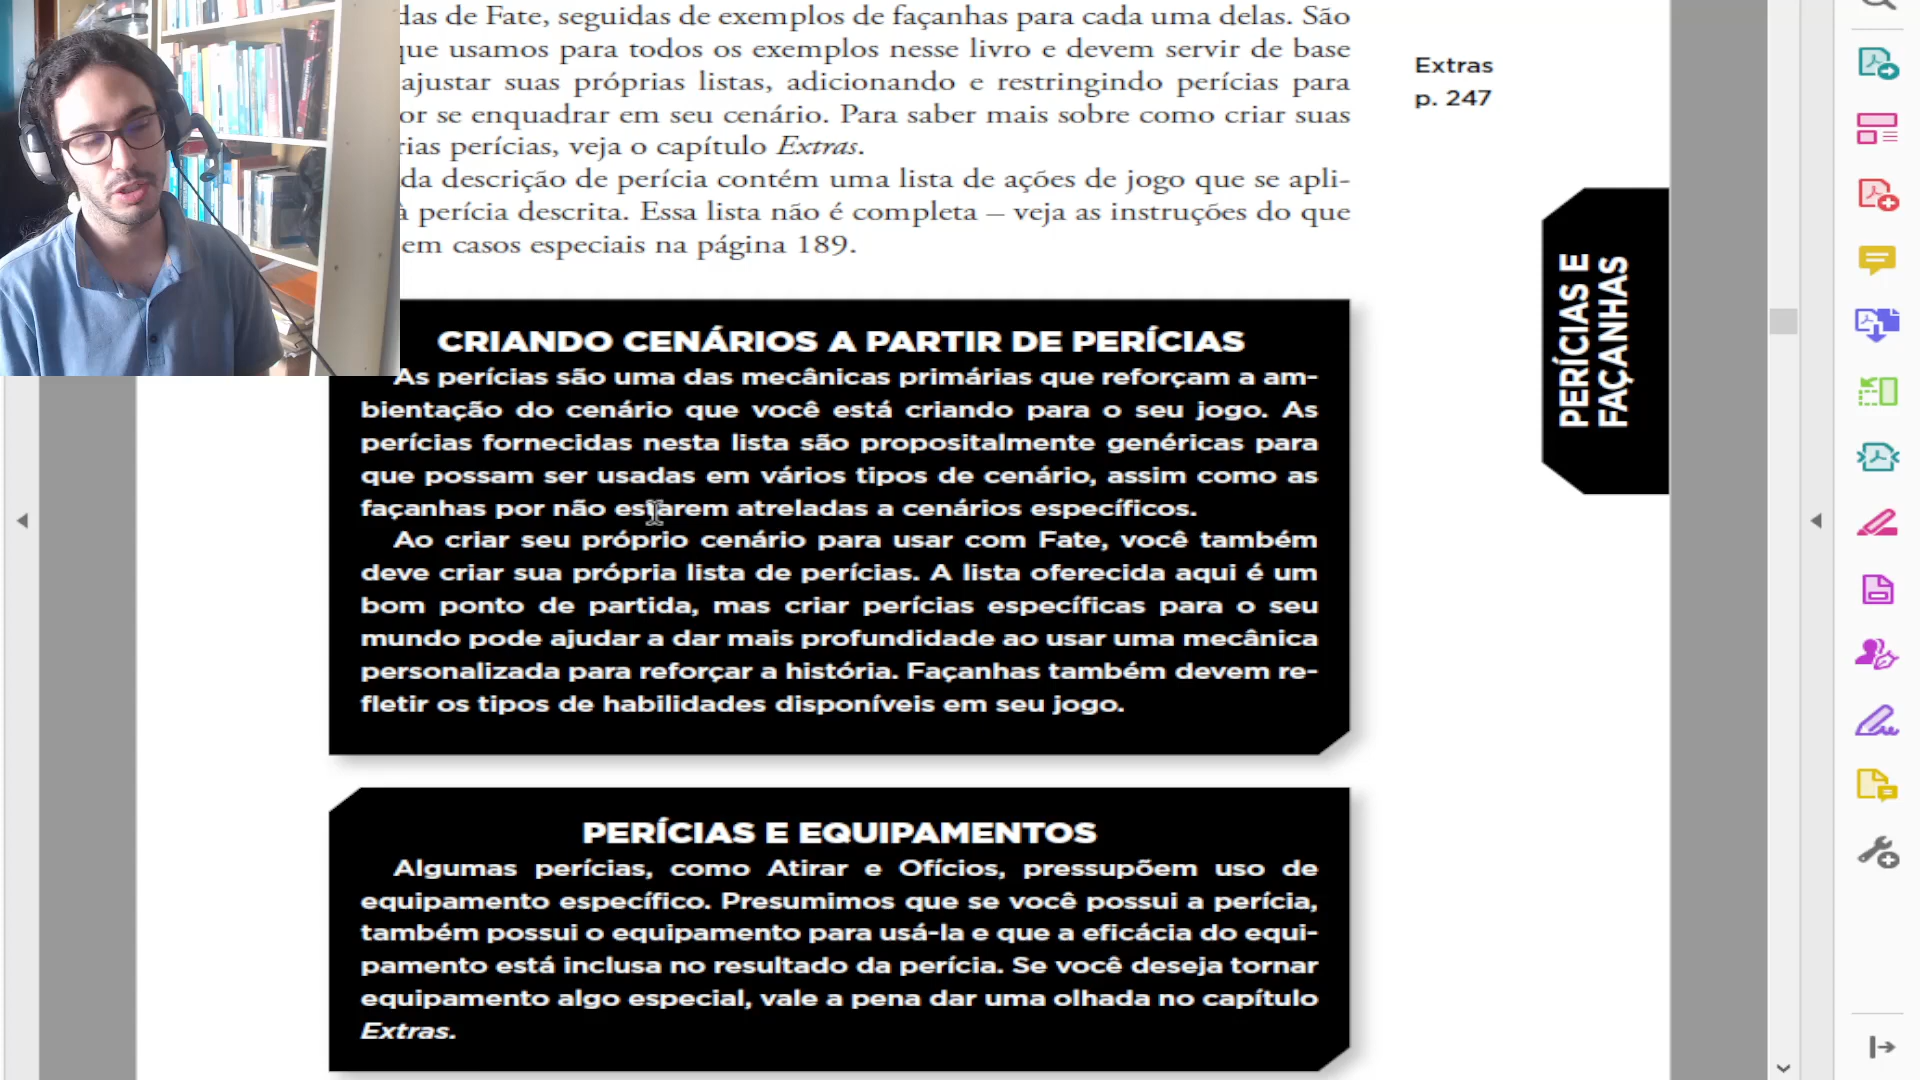 das de Fate, seguidas de exemplos de façanhas para cada uma delas. São
que usamos para todos os exemplos nesse livro e devem servir de base
ajustar suas próprias listas, adicionando e restringindo perícias para
or se enquadrar em seu cenário. Para saber mais sobre como criar suas
rias perícias, veja o capítulo Extras.
da descrição de perícia contém uma lista de ações de jogo que se apli-
à perícia descrita. Essa lista não é completa – veja as instruções do que
em casos especiais na página 189.
Extras
p. 247
PERÍCIAS E
FAÇANHAS
CRIANDO CENÁRIOS A PARTIR DE PERÍCIAS
As perícias são uma das mecânicas primárias que reforçam a am-
bientação do cenário que você está criando para o seu jogo. As
perícias fornecidas nesta lista são propositalmente genéricas para
que possam ser usadas em vários tipos de cenário, assim como as
façanhas por não estarem atreladas a cenários específicos.
Ao criar seu próprio cenário para usar com Fate, você também
deve criar sua própria lista de perícias. A lista oferecida aqui é um
bom ponto de partida, mas criar perícias específicas para o seu
mundo pode ajudar a dar mais profundidade ao usar uma mecânica
personalizada para reforçar a história. Façanhas também devem re-
fletir os tipos de habilidades disponíveis em seu jogo.
PERÍCIAS E EQUIPAMENTOS
Algumas perícias, como Atirar e Ofícios, pressupõem uso de
equipamento específico. Presumimos que se você possui a perícia,
também possui o equipamento para usá-la e que a eficácia do equi-
pamento está inclusa no resultado da perícia. Se você deseja tornar
equipamento algo especial, vale a pena dar uma olhada no capítulo
Extras.